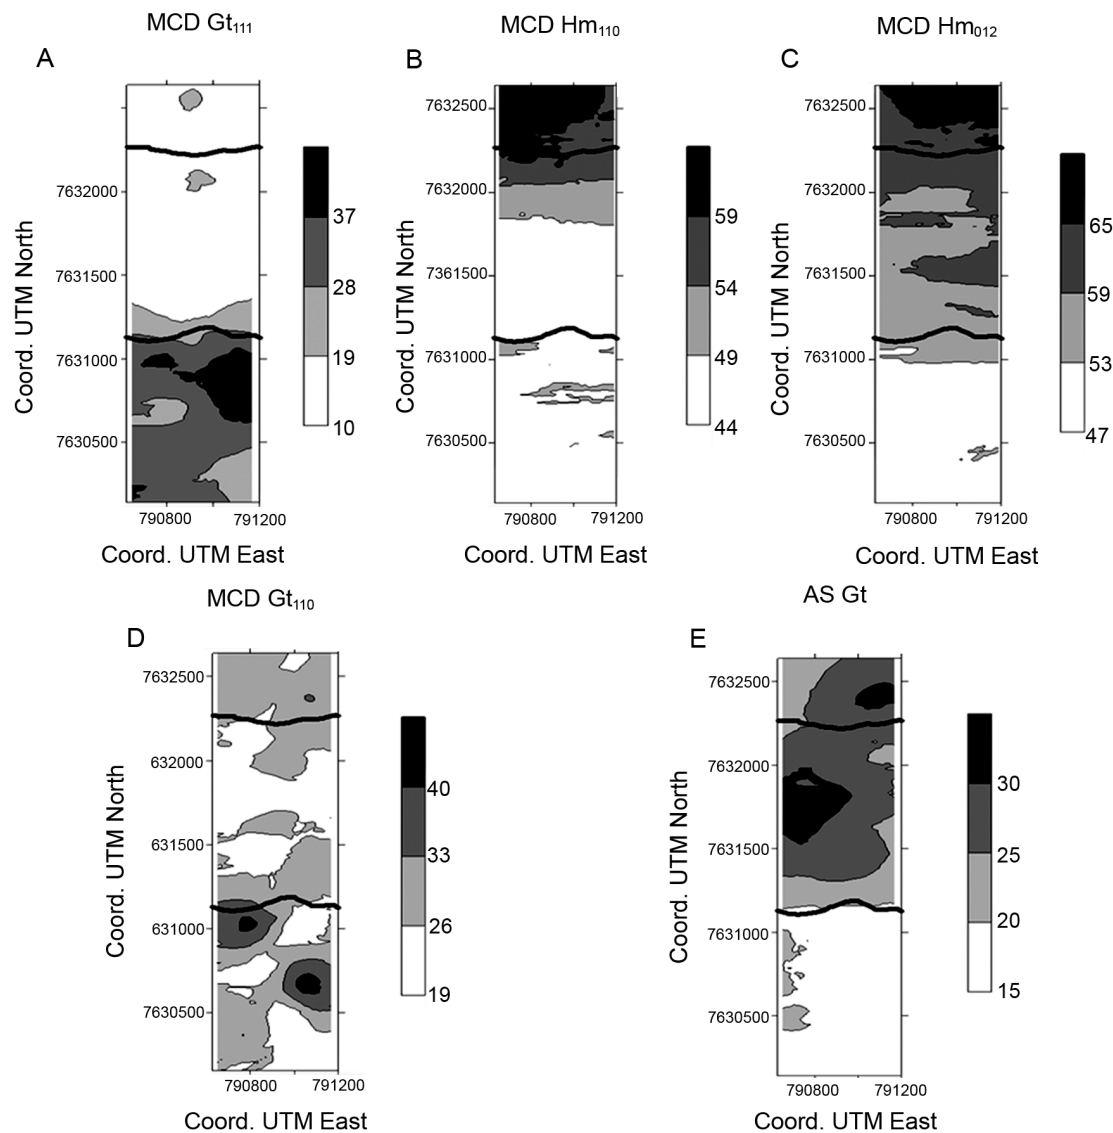 MCD Gt111
A
7632000
7631500
7631000
7630500
37
28
19
10
790800 791200
Coord. UTM North
Coord. UTM East
MCD Hm110
B
7632500
7632000
7361500
7631000
7630500
59
54
49
44
790800 791200
Coord. UTM North
Coord. UTM East
MCD Hm012
C
7632500
7632000
7631500
7631000
7630500
65
59
53
47
790800 791200
Coord. UTM North
Coord. UTM East
MCD Gt110
D
7632500
632000
631500
631000
7630500
40
33
26
19
790800 791200
Coord. UTM North
Coord. UTM East
AS Gt
E
7632500
7632000
7631500
7631000
7630500
30
25
20
15
790800 791200
Coord. UTM North
Coord. UTM East